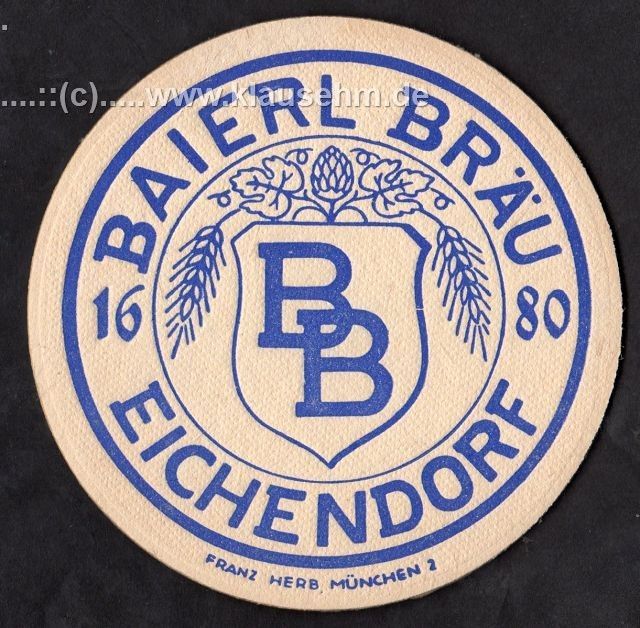 .....::(c).....www.klausehm.de
BAIERL BRÄU
16 80
BB
EICHENDORF
FRANZ HERB, MÜNCHEN 2